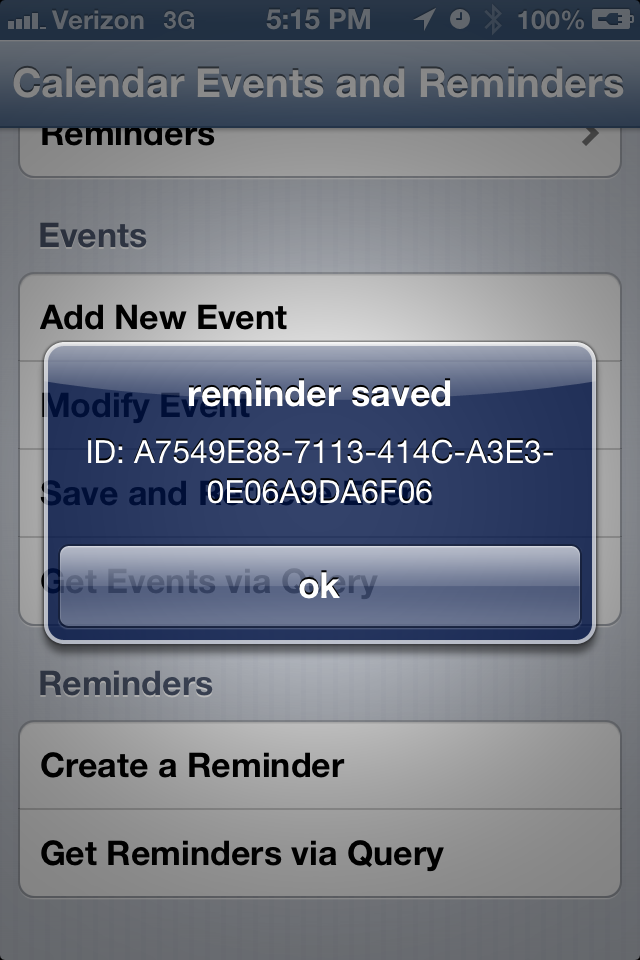 Verizon 3G 5:15 PM 100%
Calendar Events and Reminders
Reminders
Events
Add New Event
Modify Event
reminder saved
ID: A7549E88-7113-414C-A3E3-
0E06A9DA6F06
Save and Event
Get Events via Query
ok
Reminders
Create a Reminder
Get Reminders via Query